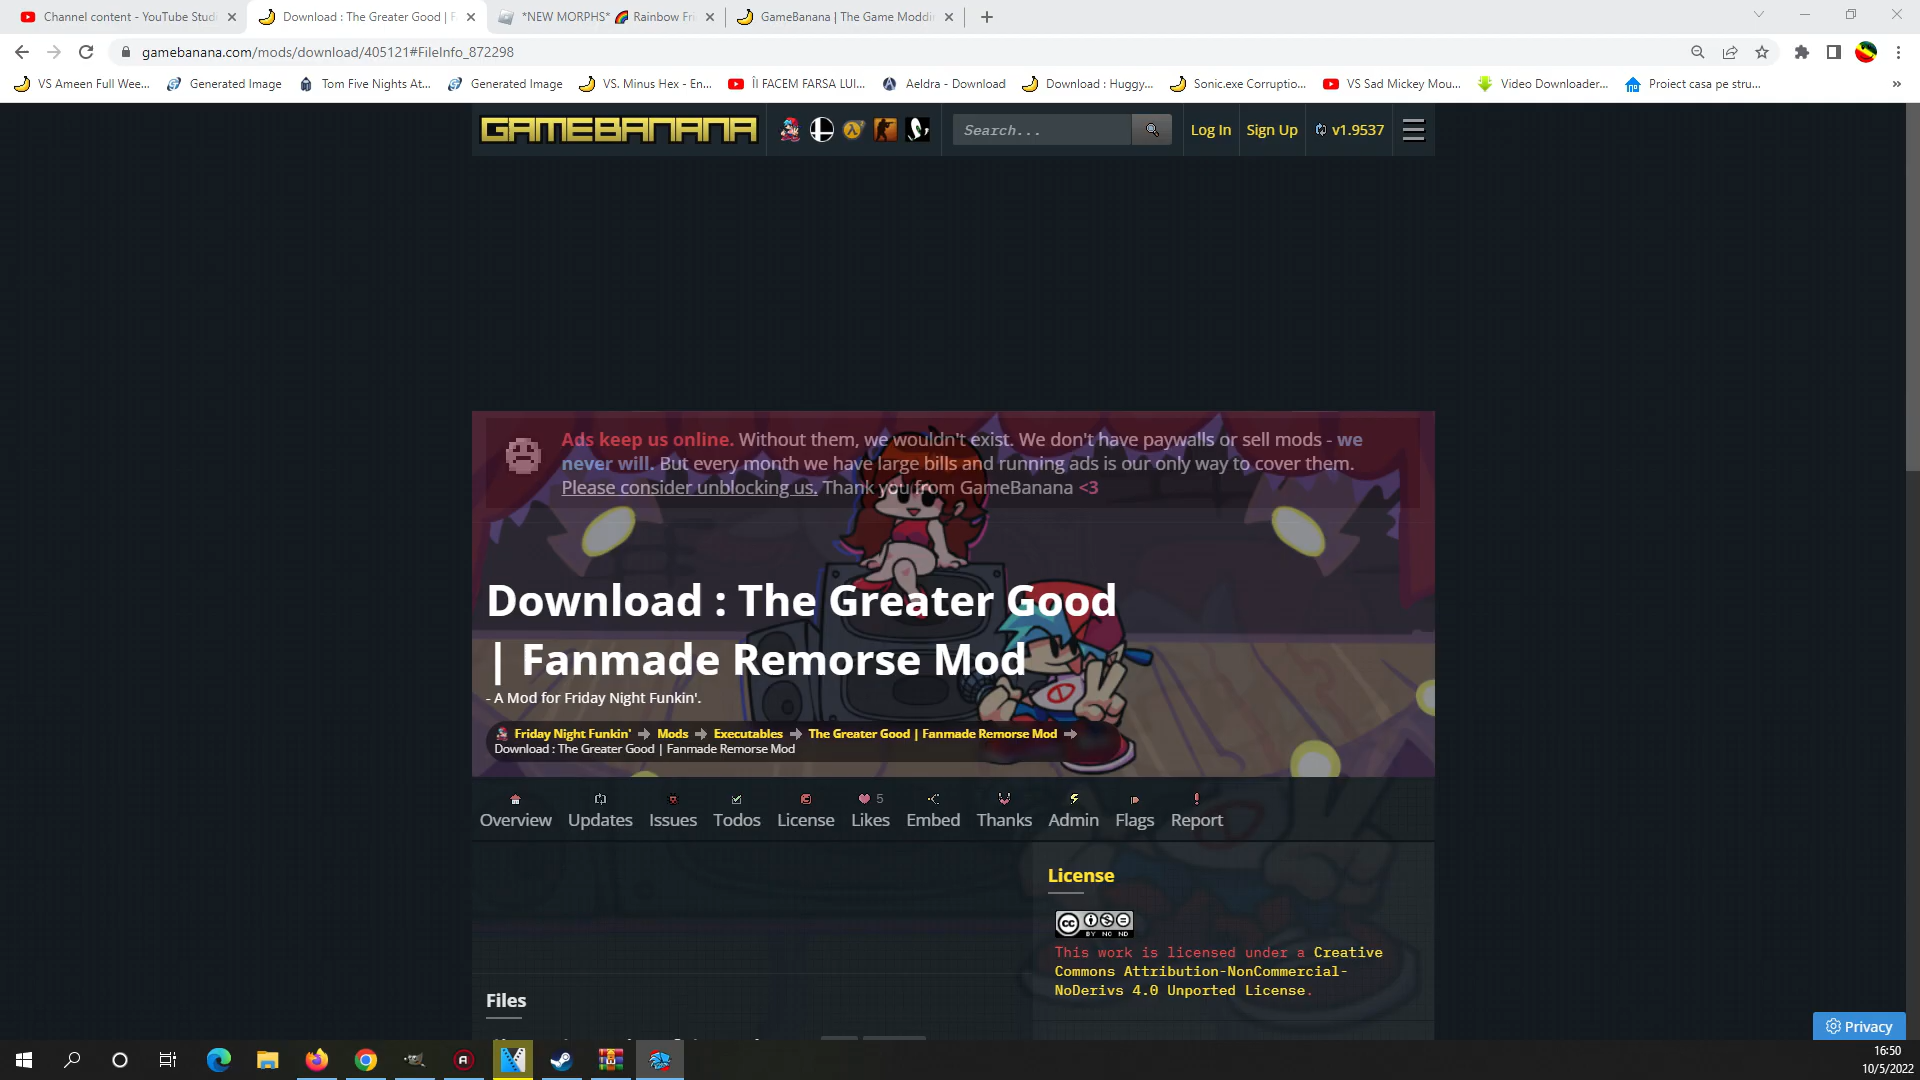 Channel content - YouTube Studi
Download : The Greater Good | F
*NEW MORPHS* 🌈 Rainbow Fri
GameBanana | The Game Moddin
gamebanana.com/mods/download/405121#FileInfo_872298
VS Ameen Full Wee...
Generated Image
Tom Five Nights At...
Generated Image
VS. Minus Hex - En...
ÎI FACEM FARSA LUI...
Aeldra - Download
Download : Huggy...
Sonic.exe Corruptio...
VS Sad Mickey Mou...
Video Downloader...
Proiect casa pe stru...
»
GAMEBANANA
Search...
Log In
Sign Up
v1.9537
Ads keep us online. Without them, we wouldn't exist. We don't have paywalls or sell mods - we
never will. But every month we have large bills and running ads is our only way to cover them.
Please consider unblocking us. Thank you from GameBanana <3
Download : The Greater Good
| Fanmade Remorse Mod
- A Mod for Friday Night Funkin'.
Friday Night Funkin' Mods Executables The Greater Good | Fanmade Remorse Mod
Download : The Greater Good | Fanmade Remorse Mod
5
Overview Updates Issues Todos License Likes Embed Thanks Admin Flags Report
License
CC BY NC ND
This work is licensed under a Creative
Commons Attribution-NonCommercial-
NoDerivs 4.0 Unported License.
Files
Privacy
16:50
10/5/2022